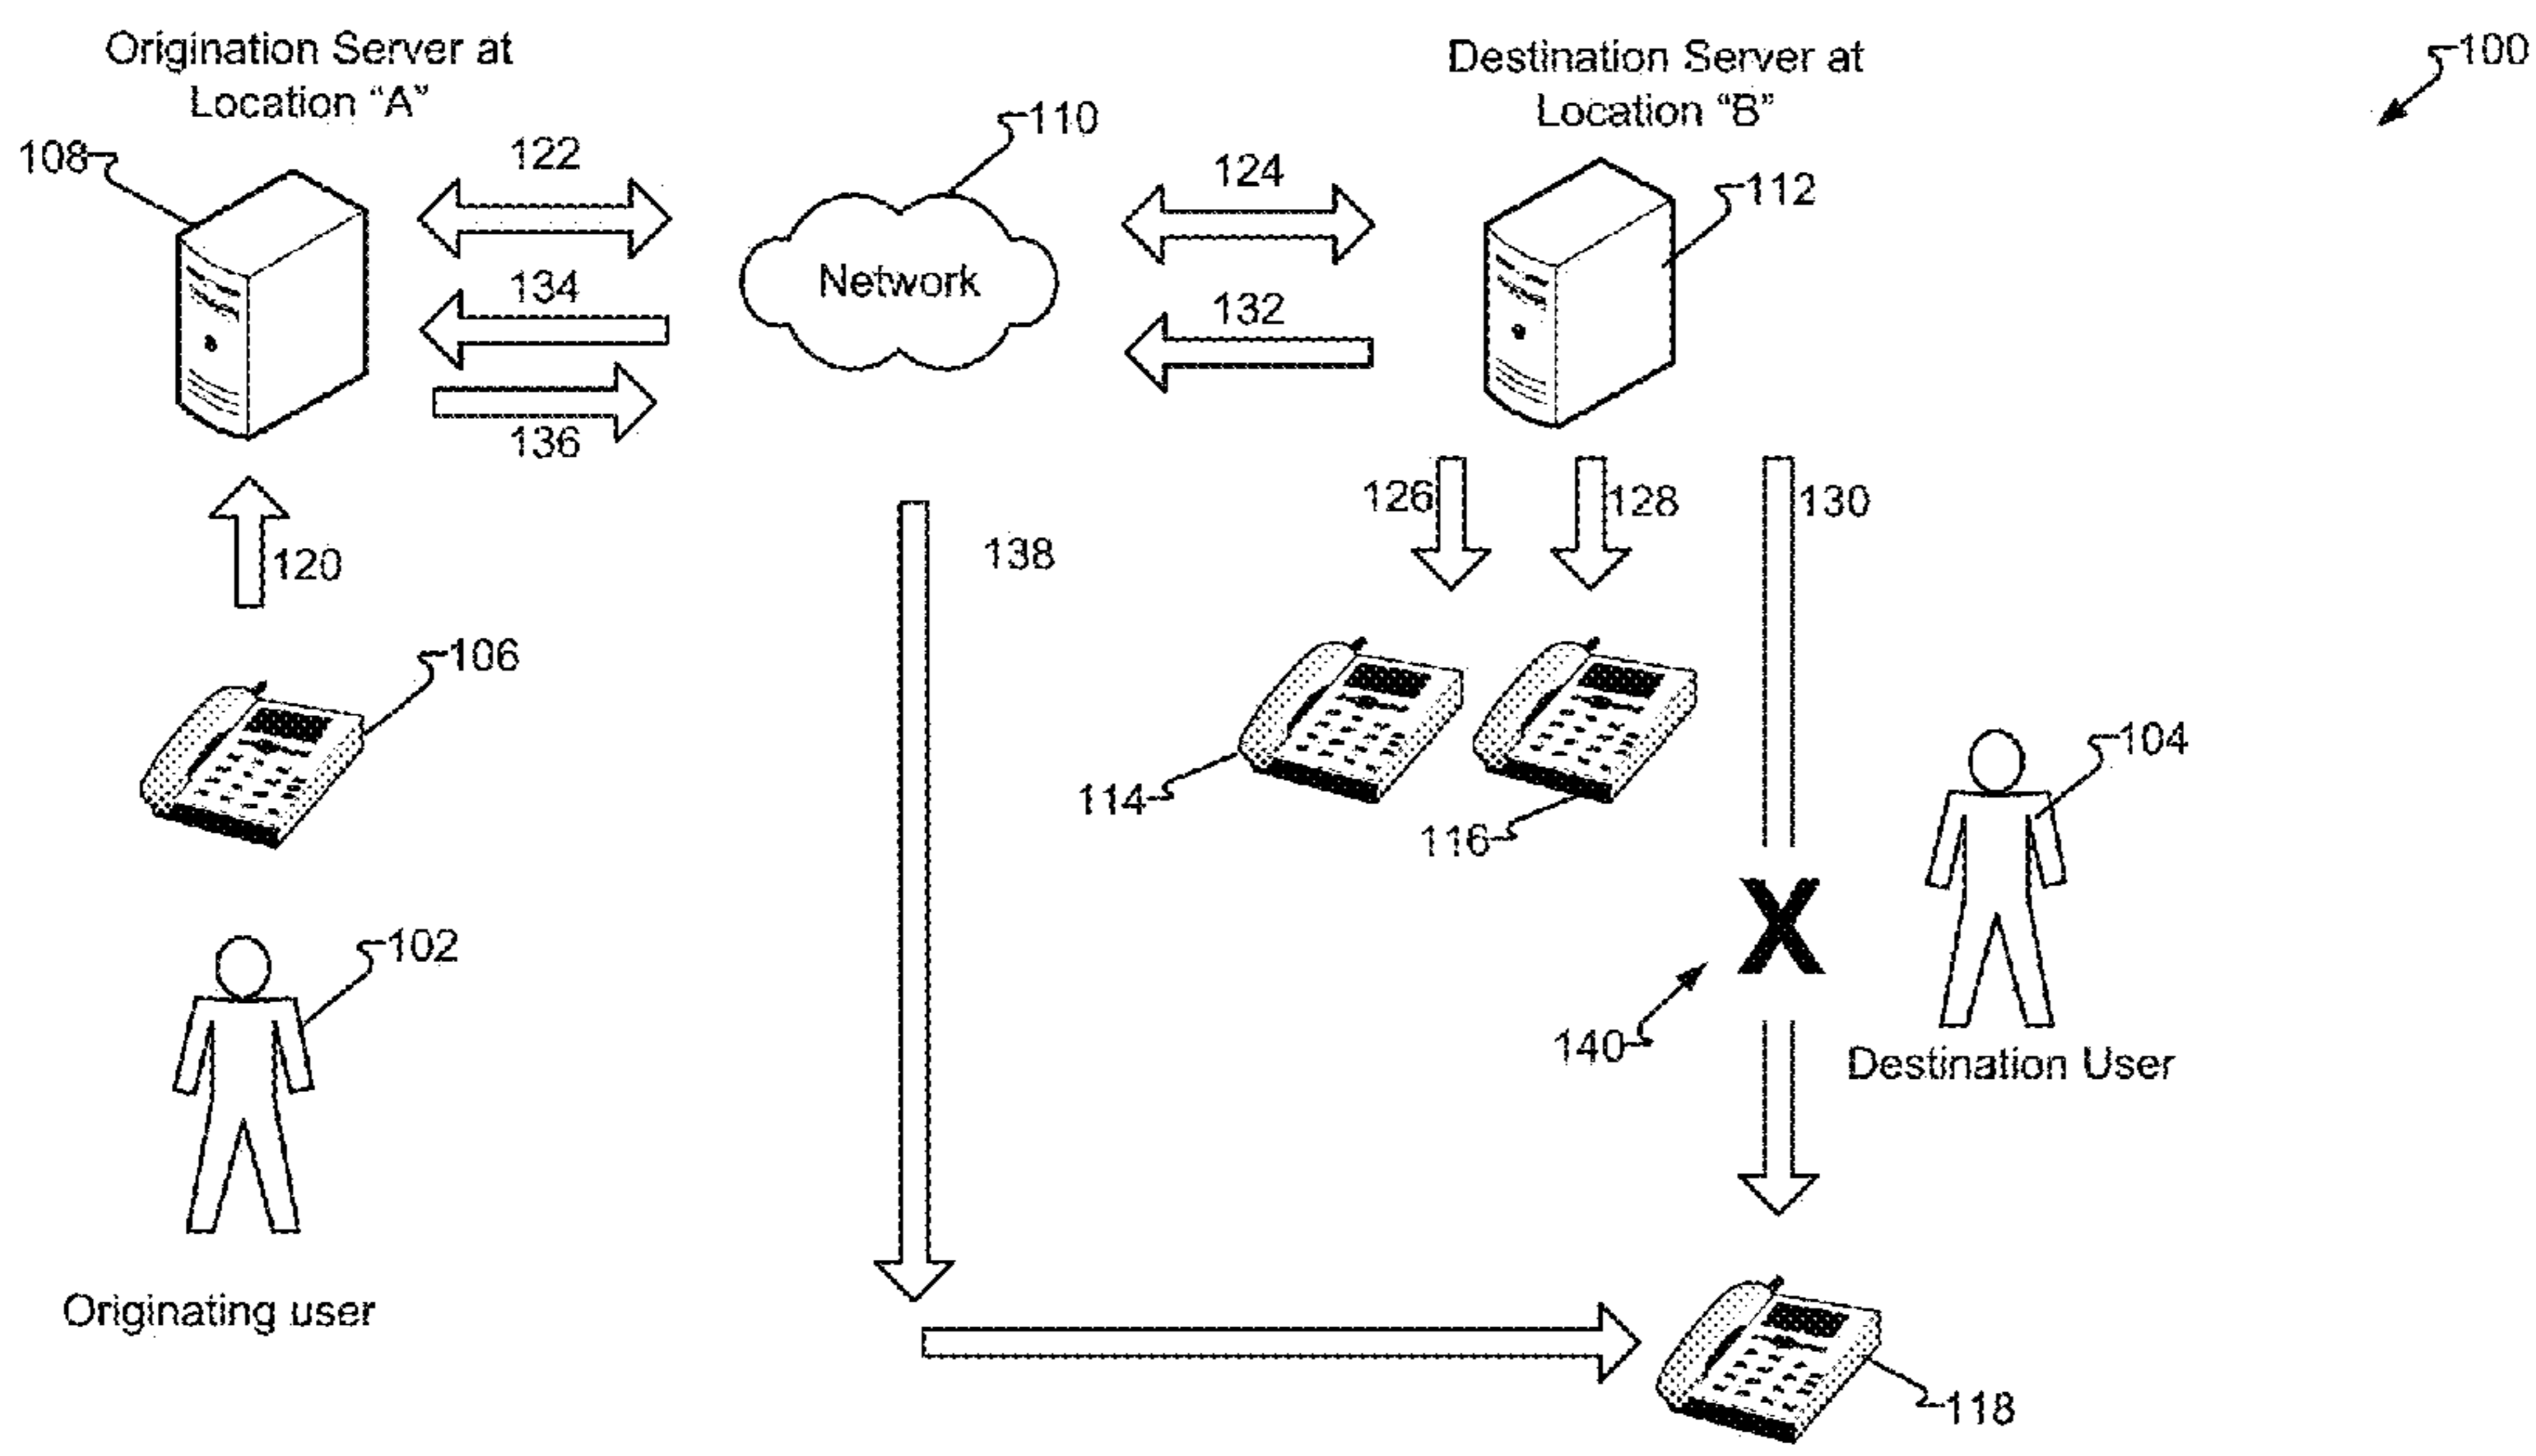 Origination Server at
Location "A"
Destination Server at
Location "B"
100
108
122
110
124
112
Network
134
132
136
126
128
130
120
138
106
114
116
104
102
140
Destination User
Originating user
X
118